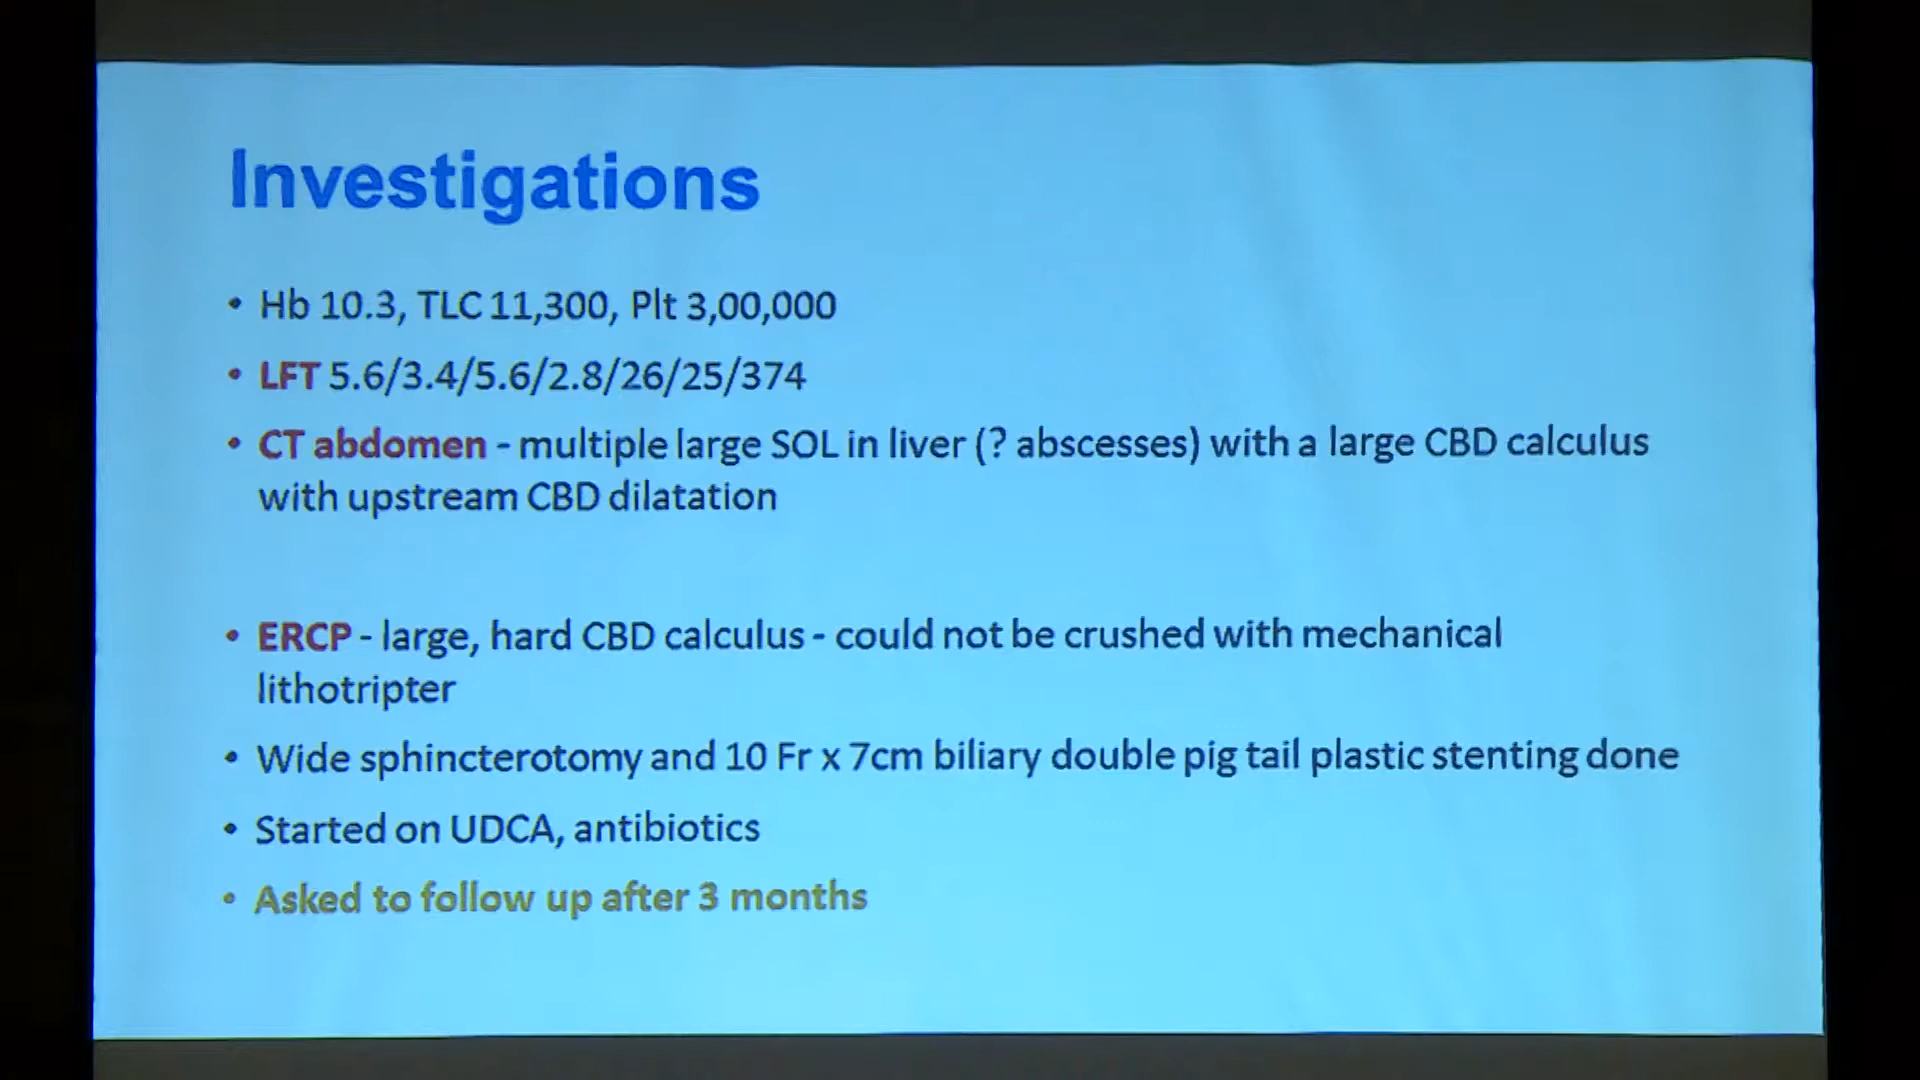 Investigations
• Hb 10.3, TLC 11,300, Plt 3,00,000
• LFT 5.6/3.4/5.6/2.8/26/25/374
• CT abdomen - multiple large SOL in liver (? abscesses) with a large CBD calculus
with upstream CBD dilatation
• ERCP - large, hard CBD calculus - could not be crushed with mechanical
lithotripter
• Wide sphincterotomy and 10 Fr x 7cm biliary double pig tail plastic stenting done
• Started on UDCA, antibiotics
• Asked to follow up after 3 months